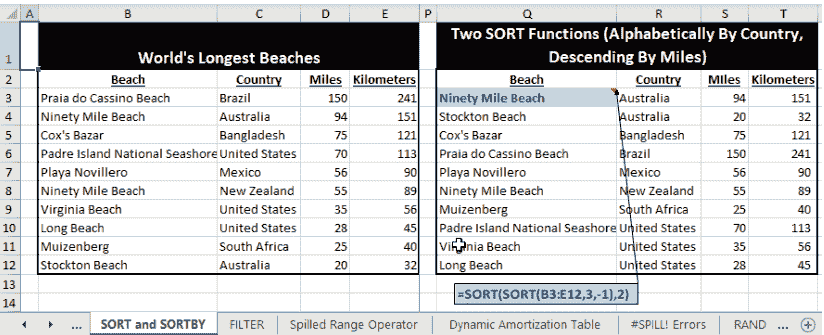 A B C D E P Q R S T
1 World's Longest Beaches Two SORT Functions (Alphabetically By Country, Descending By Miles)
2 Beach Country Miles Kilometers Beach Country MIles Kilometers
3 Praia do Cassino Beach Brazil 150 241 Ninety Mile Beach Australia 94 151
4 Ninety Mile Beach Australia 94 151 Stockton Beach Australia 20 32
5 Cox's Bazar Bangladesh 75 121 Cox's Bazar Bangladesh 75 121
6 Padre Island National Seashore United States 70 113 Praia do Cassino Beach Brazil 150 241
7 Playa Novillero Mexico 56 90 Playa Novillero Mexico 56 90
8 Ninety Mile Beach New Zealand 55 89 Ninety Mile Beach New Zealand 55 89
9 Virginia Beach United States 35 56 Muizenberg South Africa 25 40
10 Long Beach United States 28 45 Padre Island National Seashore United States 70 113
11 Muizenberg South Africa 25 40 Virginia Beach United States 35 56
12 Stockton Beach Australia 20 32 Long Beach United States 28 45
13 =SORT(SORT(B3:E12,3,-1),2)
14
... SORT and SORTBY FILTER Spilled Range Operator Dynamic Amortization Table #SPILL! Errors RAND ...